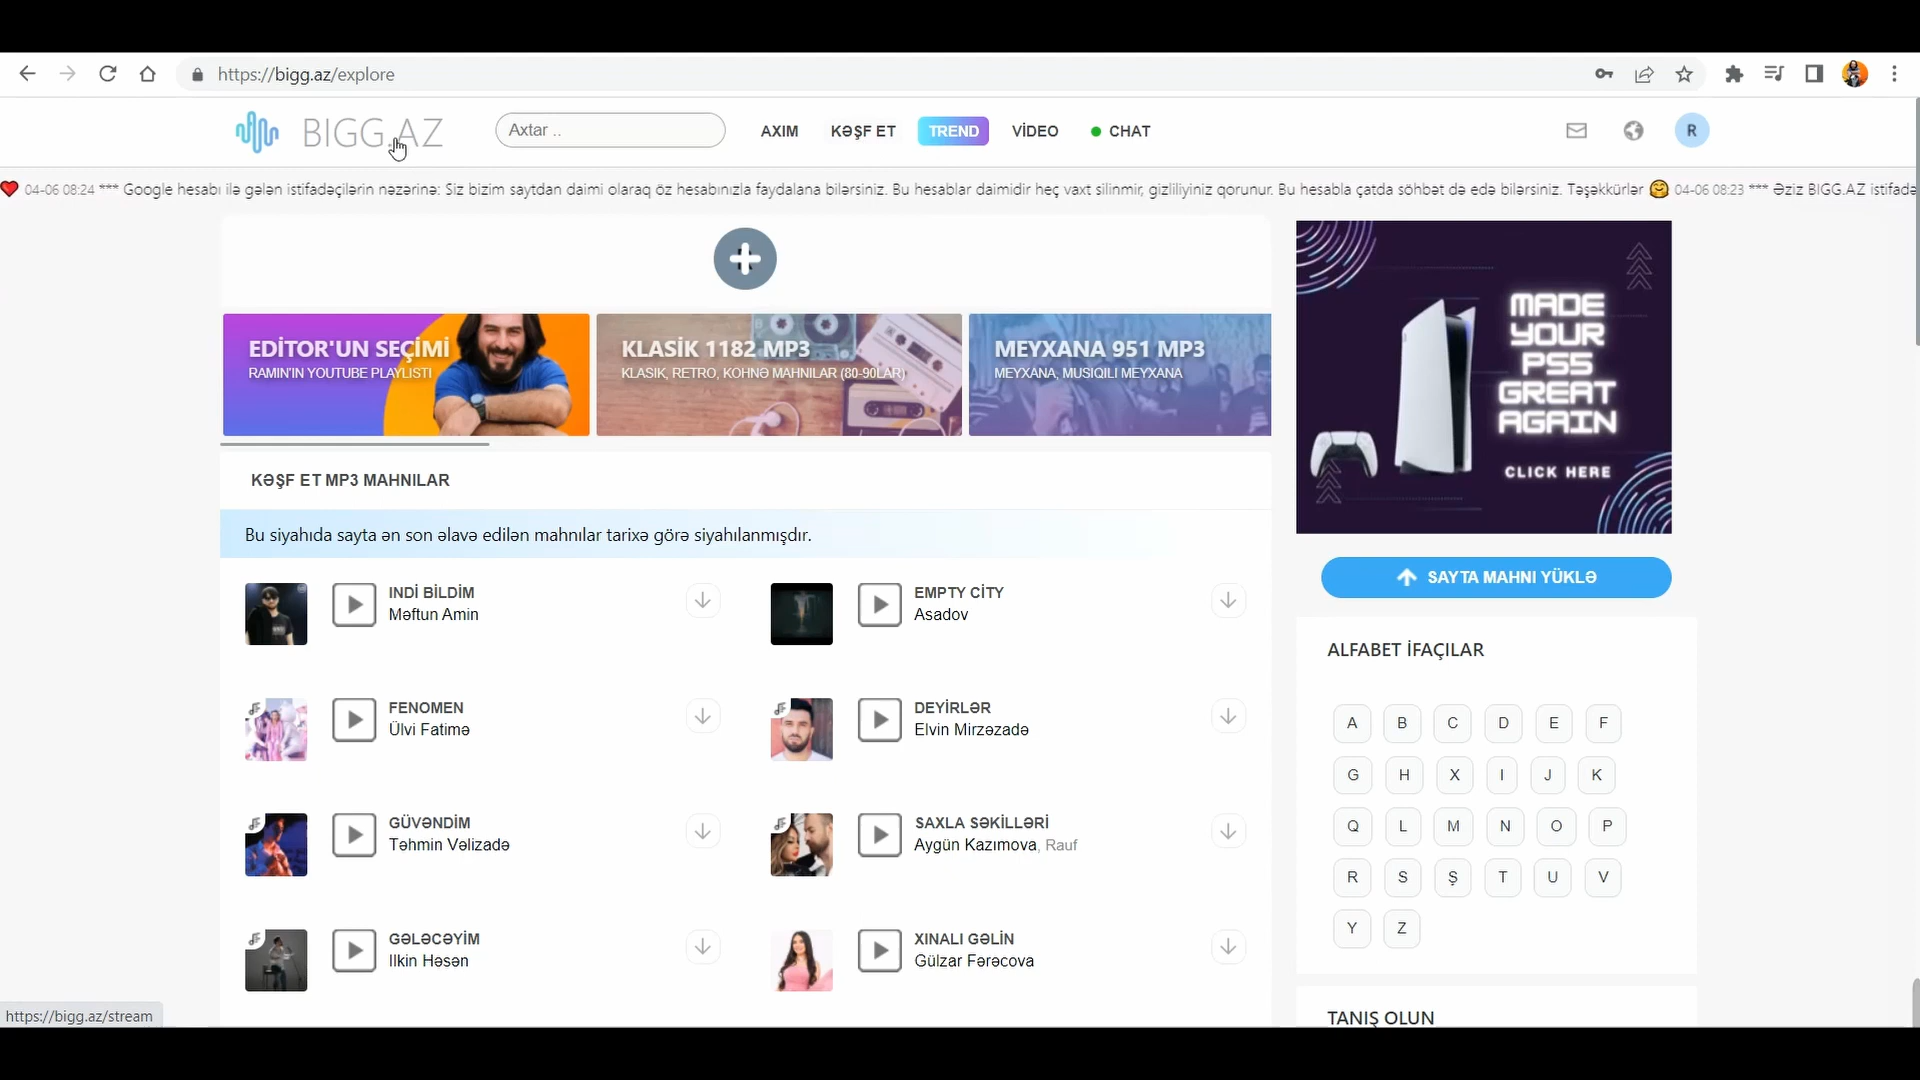 https://bigg.az/explore
BIGG.AZ
Axtar ..
AXIM
KƏŞF ET
TREND
VİDEO
CHAT
R
04-06 08:24 *** Google hesabı ilə gələn istifadəçilərin nəzərinə: Siz bizim saytdan daimi olaraq öz hesabınızla faydalana bilərsiniz. Bu hesablar daimidir heç vaxt silinmir, gizliliyiniz qorunur. Bu hesabla çatda söhbət də edə bilərsiniz. Təşəkkürlər 04-06 08:23 *** Əziz BIGG.AZ istifadə
EDİTOR'UN SEÇİMİ
RAMIN'IN YOUTUBE PLAYLISTI
KLASİK 1182 MP3
KLASIK, RETRO, KOHNƏ MAHNILAR (80-90LAR)
MEYXANA 951 MP3
MEYXANA, MUSIQILI MEYXANA
MADE
YOUR
PS5
GREAT
AGAIN
CLICK HERE
KƏŞF ET MP3 MAHNILAR
Bu siyahıda sayta ən son əlavə edilən mahnılar tarixə görə siyahılanmışdır.
INDİ BİLDİM
Məftun Amin
EMPTY CİTY
Asadov
FENOMEN
Ülvi Fatimə
DEYİRLƏR
Elvin Mirzəzadə
GÜVƏNDİM
Təhmin Vəlizadə
SAXLA SƏKİLLƏRİ
Aygün Kazımova, Rauf
GƏLƏCƏYİM
Ilkin Həsən
XINALI GƏLİN
Gülzar Fərəcova
SAYTA MAHNI YÜKLƏ
ALFABET İFAÇILAR
A B C D E F
G H X I J K
Q L M N O P
R S Ş T U V
Y Z
TANIŞ OLUN
https://bigg.az/stream